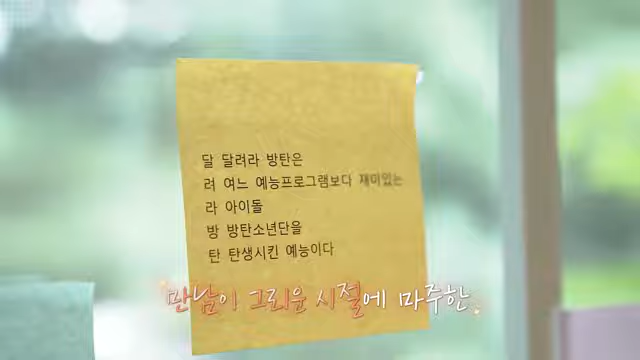 달 달려라 방탄은
려 여느 예능프로그램보다 재미있는
라 아이돌
방 방탄소년단을
탄 탄생시킨 예능이다
만남이 그리운 시절에 마주한